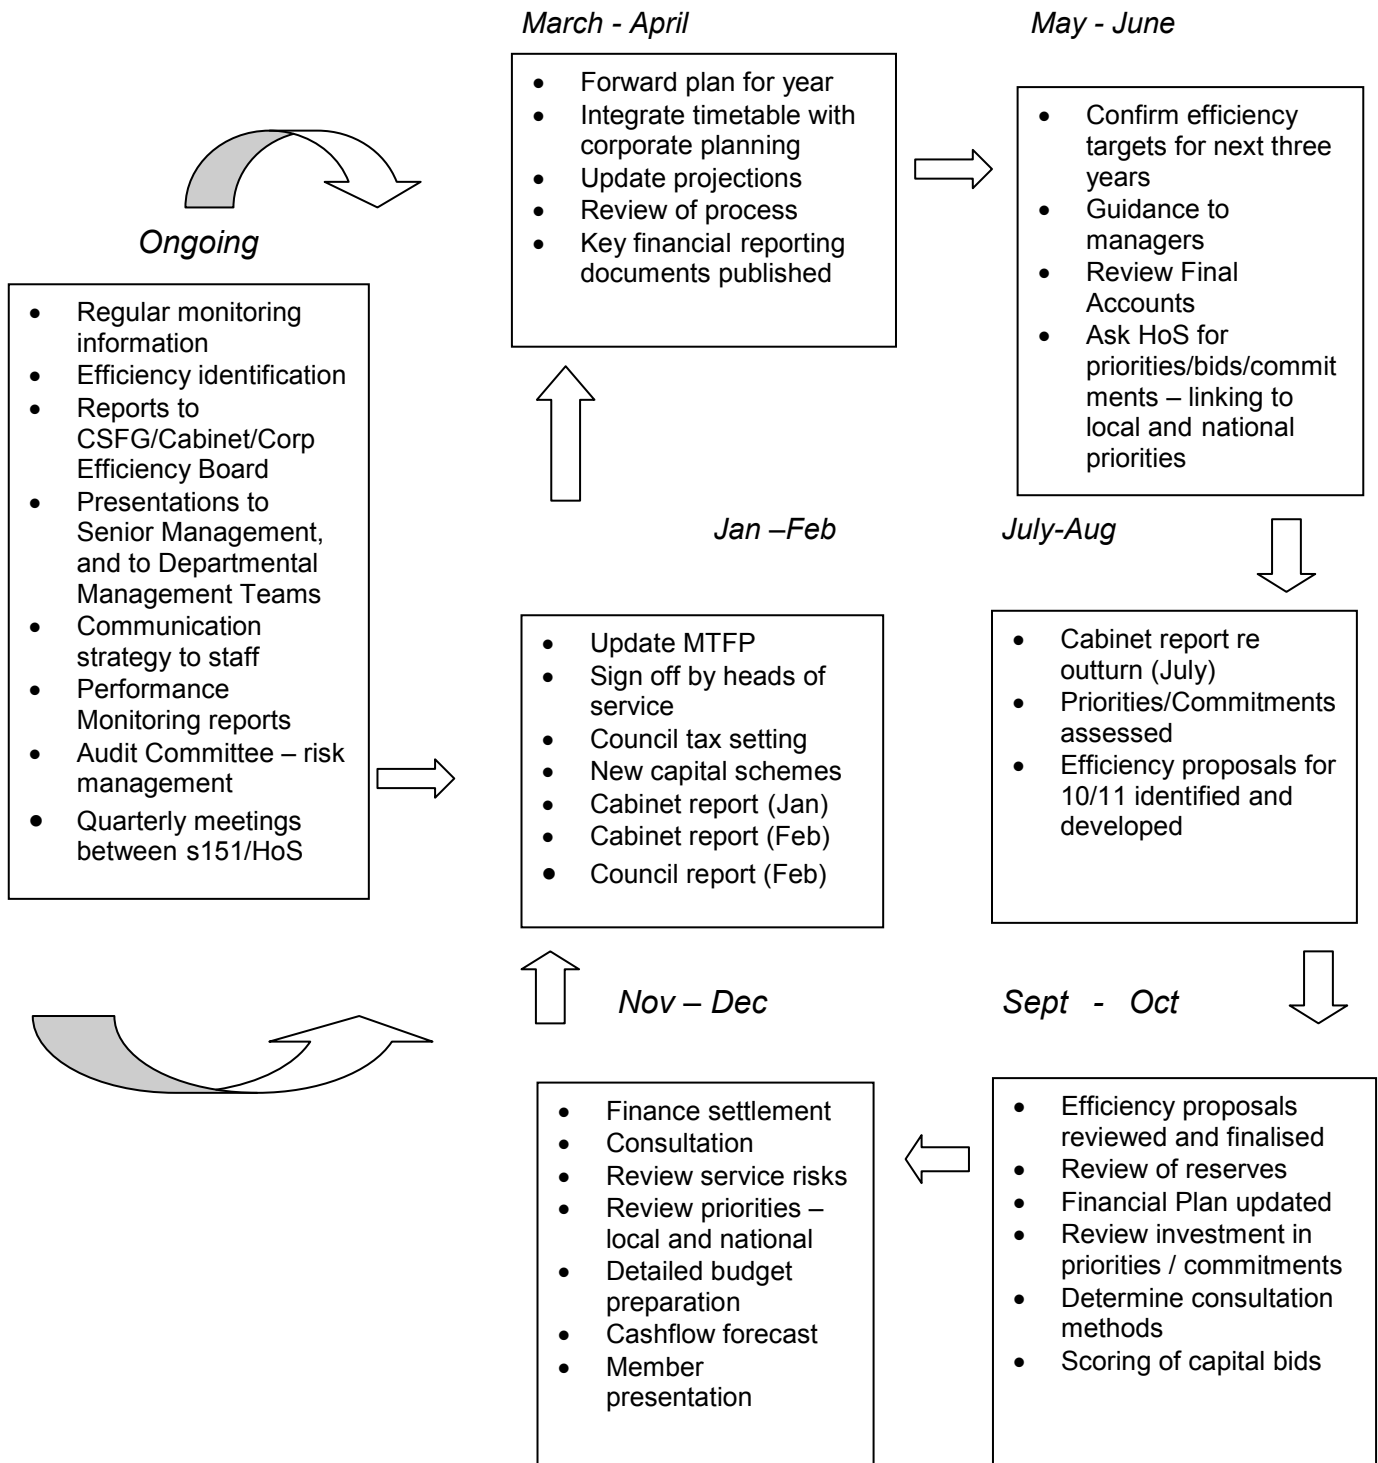 March - April
• Forward plan for year
• Integrate timetable with
corporate planning
• Update projections
• Review of process
• Key financial reporting
documents published
May - June
• Confirm efficiency
targets for next three
years
• Guidance to
managers
• Review Final
Accounts
• Ask HoS for
priorities/bids/commit
ments – linking to
local and national
priorities
Ongoing
• Regular monitoring
information
• Efficiency identification
• Reports to
CSFG/Cabinet/Corp
Efficiency Board
• Presentations to
Senior Management,
and to Departmental
Management Teams
• Communication
strategy to staff
• Performance
Monitoring reports
• Audit Committee – risk
management
• Quarterly meetings
between s151/HoS
Jan –Feb
• Update MTFP
• Sign off by heads of
service
• Council tax setting
• New capital schemes
• Cabinet report (Jan)
• Cabinet report (Feb)
• Council report (Feb)
July-Aug
• Cabinet report re
outturn (July)
• Priorities/Commitments
assessed
• Efficiency proposals for
10/11 identified and
developed
Nov – Dec
• Finance settlement
• Consultation
• Review service risks
• Review priorities –
local and national
• Detailed budget
preparation
• Cashflow forecast
• Member
presentation
Sept - Oct
• Efficiency proposals
reviewed and finalised
• Review of reserves
• Financial Plan updated
• Review investment in
priorities / commitments
• Determine consultation
methods
• Scoring of capital bids